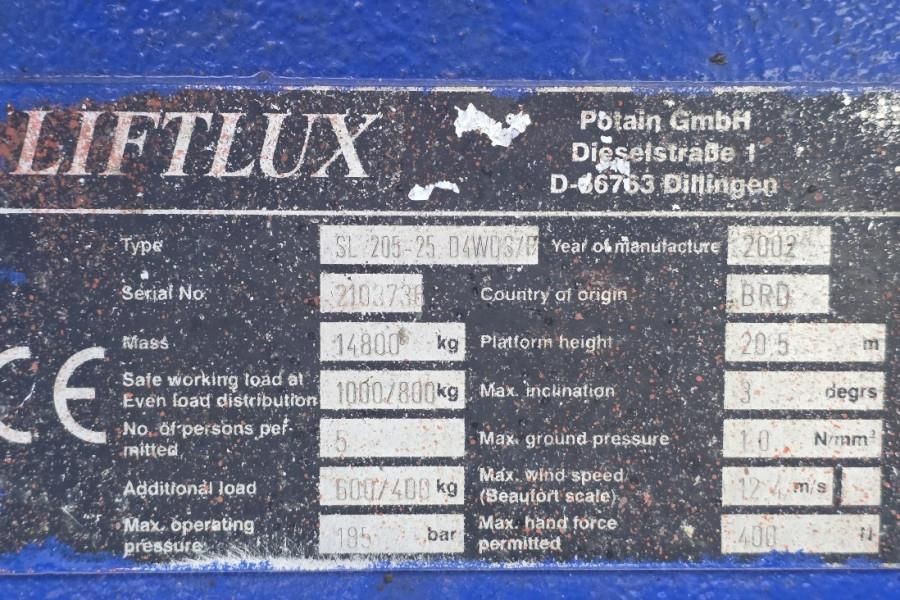 LIFTLUX
Potain GmbH
Dieselstraße 1
D-66763 Dillingen
Type SL 205-25 D4WDS/B Year of manufacture 2002
Serial No. 2103736 Country of origin BRD
Mass 14800 kg Platform height 20.5 m
Safe working load at
Even load distribution 1000/800 kg Max. inclination 3 degrs
No. of persons per-
mitted 5 Max. ground pressure 1.0 N/mm²
CE
Additional load 600/400 kg Max. wind speed
(Beaufort scale) 12.4 m/s
Max. operating
pressure 195 bar Max. hand force
permitted 400